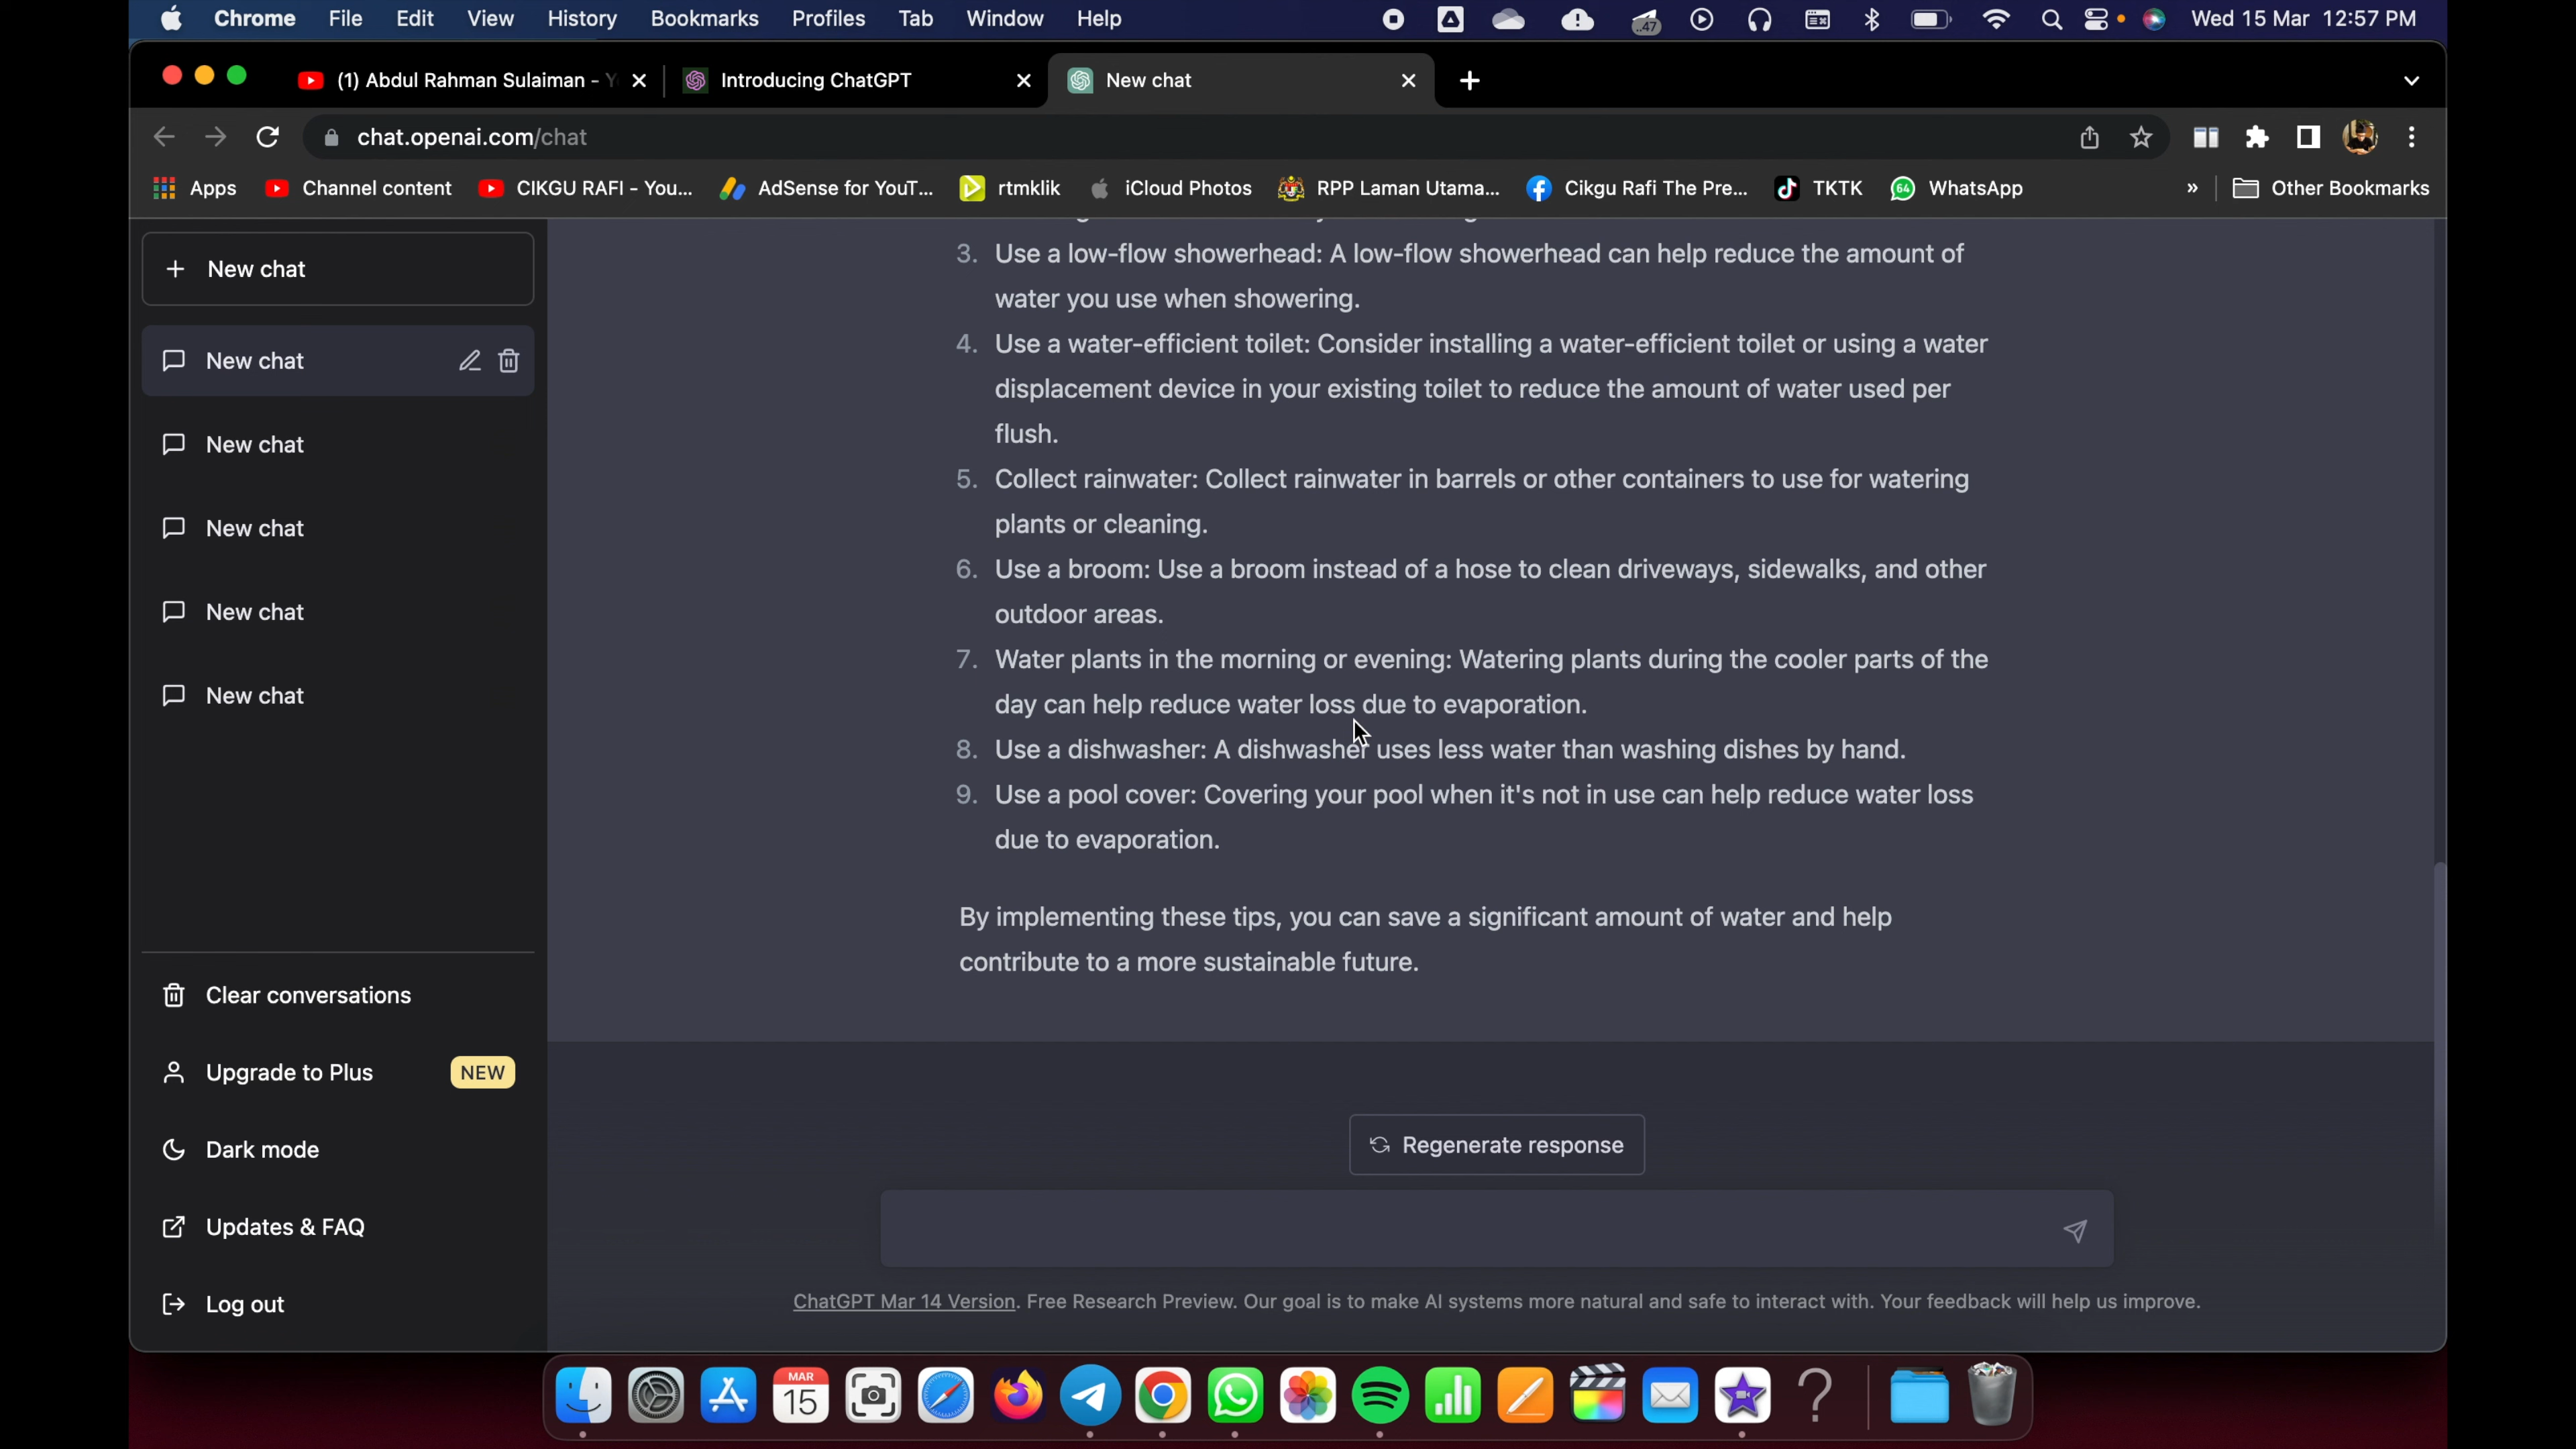 Chrome File Edit View History Bookmarks Profiles Tab Window Help
.47
Wed 15 Mar 12:57 PM
(1) Abdul Rahman Sulaiman - Y
Introducing ChatGPT
New chat
chat.openai.com/chat
Apps
Channel content
CIKGU RAFI - You...
AdSense for YouT...
rtmklik
iCloud Photos
RPP Laman Utama...
Cikgu Rafi The Pre...
TKTK
64
WhatsApp
»
Other Bookmarks
+ New chat
New chat
New chat
New chat
New chat
New chat
Clear conversations
Upgrade to Plus
NEW
Dark mode
Updates & FAQ
Log out
3. Use a low-flow showerhead: A low-flow showerhead can help reduce the amount of
water you use when showering.
4. Use a water-efficient toilet: Consider installing a water-efficient toilet or using a water
displacement device in your existing toilet to reduce the amount of water used per
flush.
5. Collect rainwater: Collect rainwater in barrels or other containers to use for watering
plants or cleaning.
6. Use a broom: Use a broom instead of a hose to clean driveways, sidewalks, and other
outdoor areas.
7. Water plants in the morning or evening: Watering plants during the cooler parts of the
day can help reduce water loss due to evaporation.
8. Use a dishwasher: A dishwasher uses less water than washing dishes by hand.
9. Use a pool cover: Covering your pool when it's not in use can help reduce water loss
due to evaporation.
By implementing these tips, you can save a significant amount of water and help
contribute to a more sustainable future.
Regenerate response
ChatGPT Mar 14 Version. Free Research Preview. Our goal is to make AI systems more natural and safe to interact with. Your feedback will help us improve.
MAR
15
?